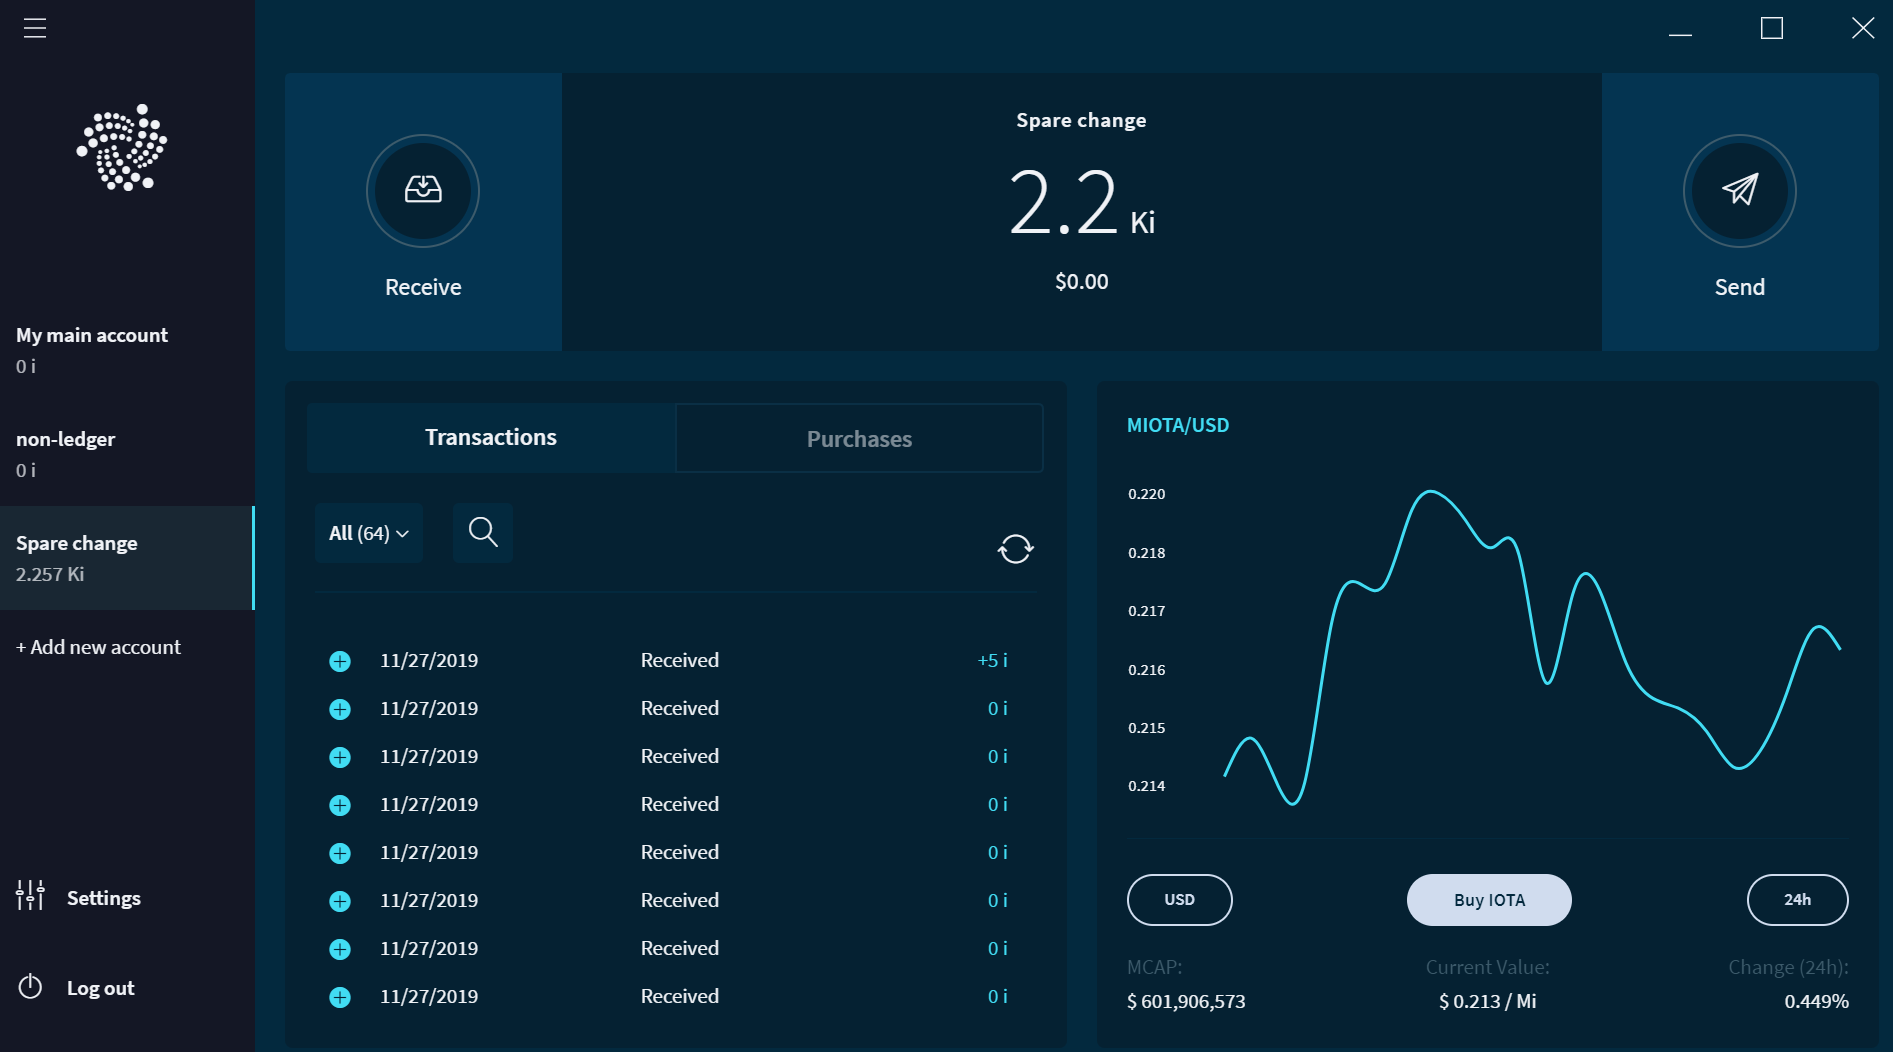 My main account
0 i
non-ledger
0 i
Spare change
2.257 Ki
+ Add new account
Settings
Log out
Receive
Spare change
2.2 Ki
$0.00
Send
Transactions
Purchases
All (64)
11/27/2019 Received +5 i
11/27/2019 Received 0 i
11/27/2019 Received 0 i
11/27/2019 Received 0 i
11/27/2019 Received 0 i
11/27/2019 Received 0 i
11/27/2019 Received 0 i
11/27/2019 Received 0 i
MIOTA/USD
0.220
0.218
0.217
0.216
0.215
0.214
USD
Buy IOTA
24h
MCAP: Current Value: Change (24h):
$ 601,906,573 $ 0.213 / Mi 0.449%